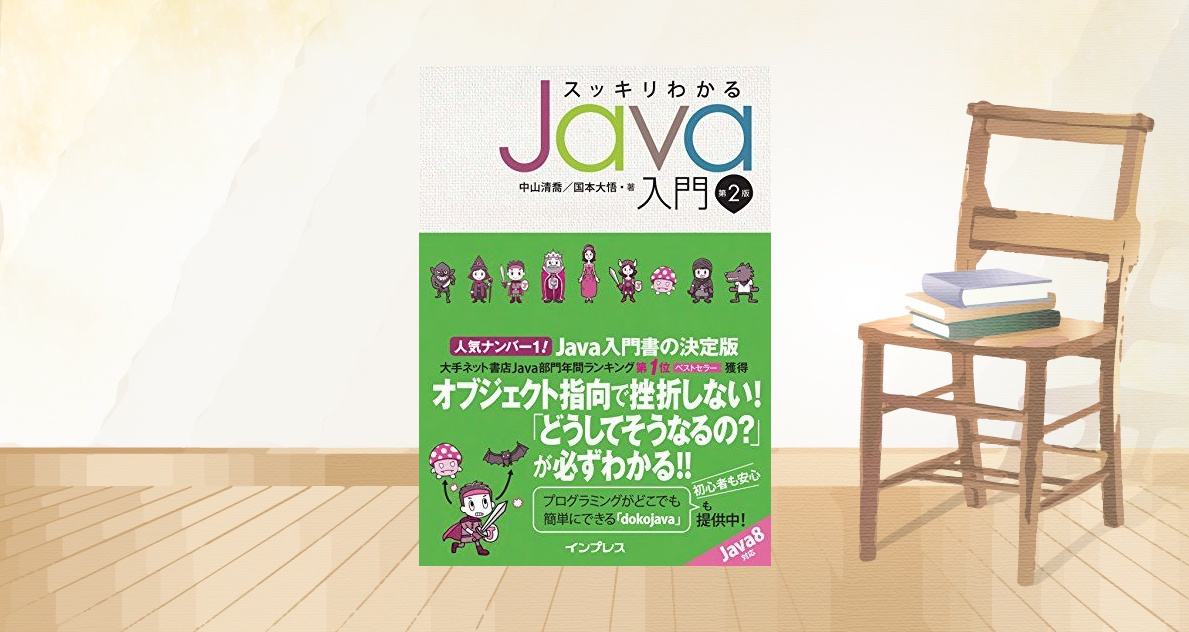 スッキリわかる
Java
中山清喬／国本大悟・著
入門 第2版
人気ナンバー1! Java入門書の決定版
大手ネット書店Java部門年間ランキング第1位 ベストセラー 獲得
オブジェクト指向で挫折しない!
「どうしてそうなるの?」
が必ずわかる!!
初心者も安心
プログラミングがどこでも
簡単にできる「dokojava」
も
提供中!
インプレス
Java8
対応